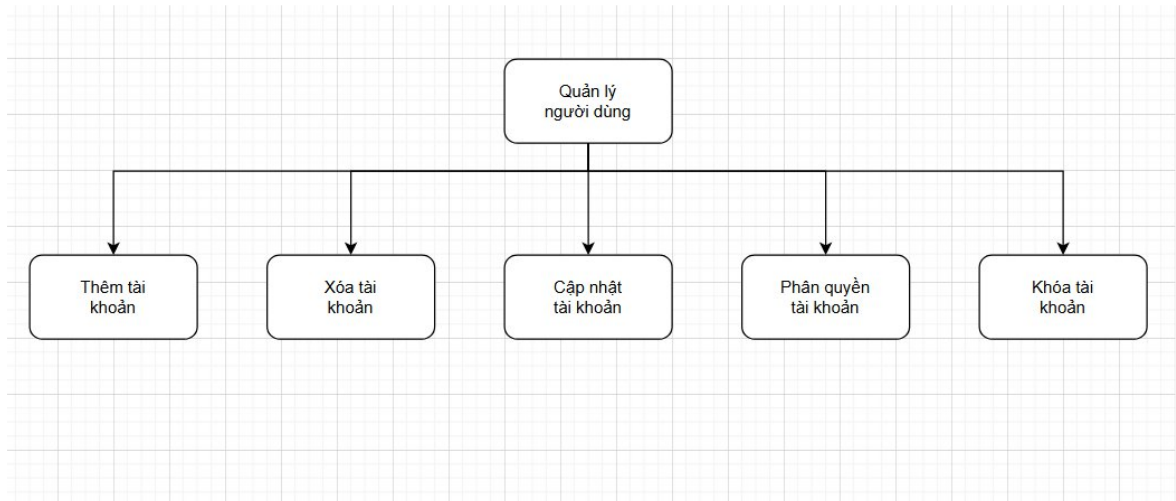 Quản lý
người dùng
Thêm tài
khoản
Xóa tài
khoản
Cập nhật
tài khoản
Phân quyền
tài khoản
Khóa tài
khoản